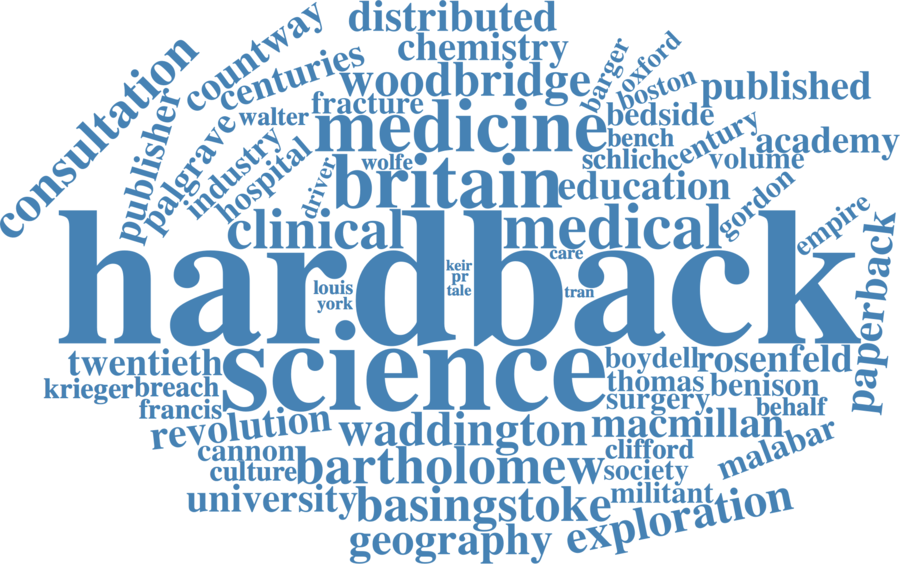 distributed
countway
chemistry
consultation
centuries
woodbridge
barger
oxford
boston
published
publisher
walter
fracture
medicine
bedside
bench
century
academy
ppalgrave
industry
hospital
driver
wolfe
britain
schlich
volume
education
gordon
clinical
medical
empire
care
hardback
paperback
louis
york
keir
pr
tale
tran
twentieth
science
boydell
rosenfeld
krieger
breach
thomas
benison
francis
surgery
behalf
revolution
waddington
macmillan
cannon
clifford
malabar
culture
bartholomew
society
university
basingstoke
militant
exploration
geography